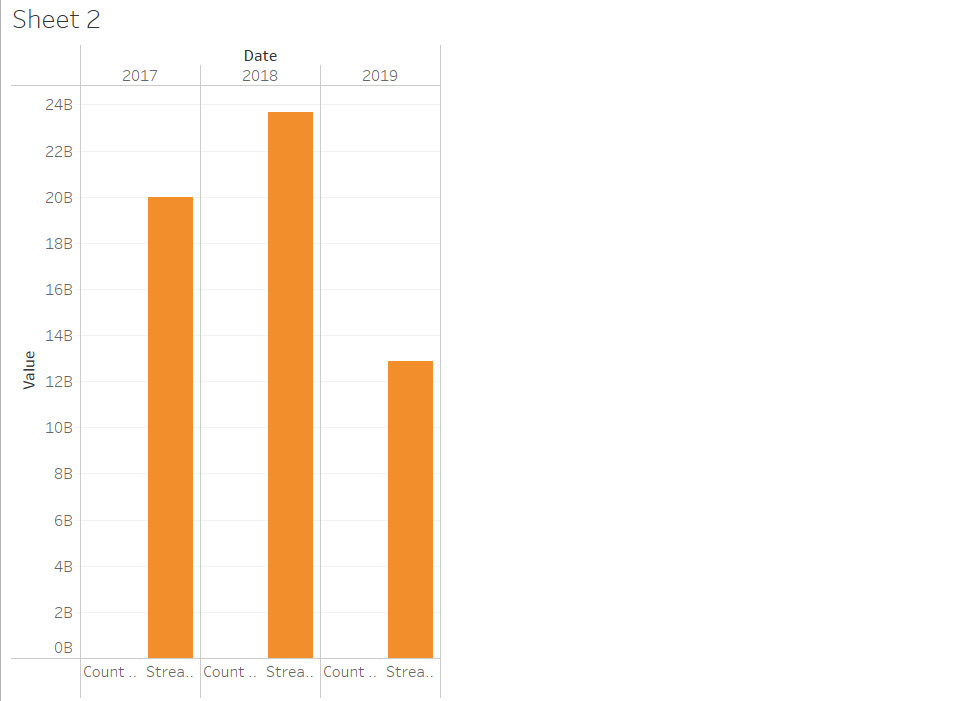 Sheet 2
Date
2017 2018 2019
24B
22B
20B
18B
16B
14B
12B
10B
8B
6B
4B
2B
0B
Value
Count .. Strea.. Count .. Strea.. Count .. Strea..